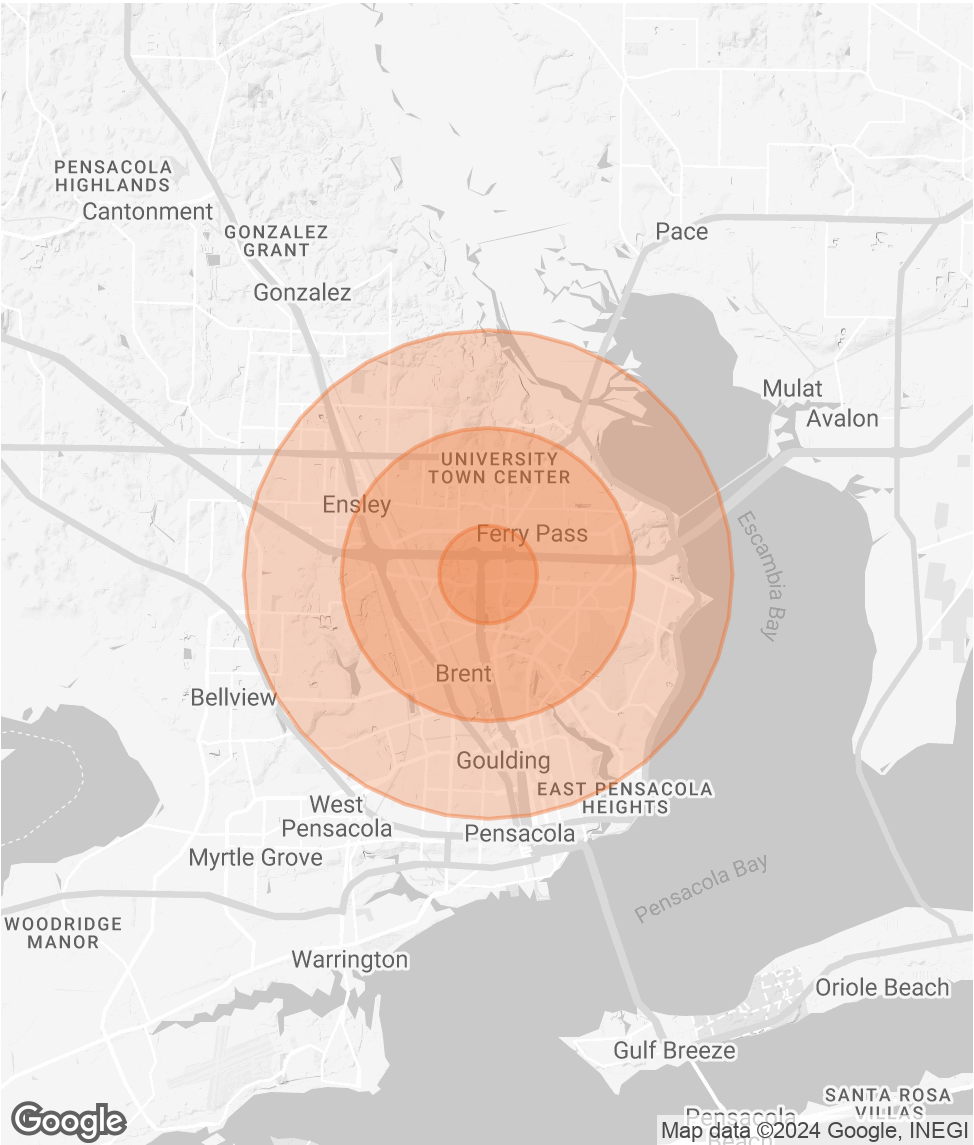 PENSACOLA
HIGHLANDS
Cantonment
GONZALEZ
GRANT
Pace
Gonzalez
Mulat
Avalon
UNIVERSITY
TOWN CENTER
Ensley
Ferry Pass
Escambia Bay
Brent
Bellview
Goulding
EAST PENSACOLA
HEIGHTS
West
Pensacola
Pensacola
Myrtle Grove
Pensacola Bay
WOODRIDGE
MANOR
Warrington
Oriole Beach
Gulf Breeze
SANTA ROSA
VILLAS
Pensacola
Beach
Google
Map data ©2024 Google, INEGI